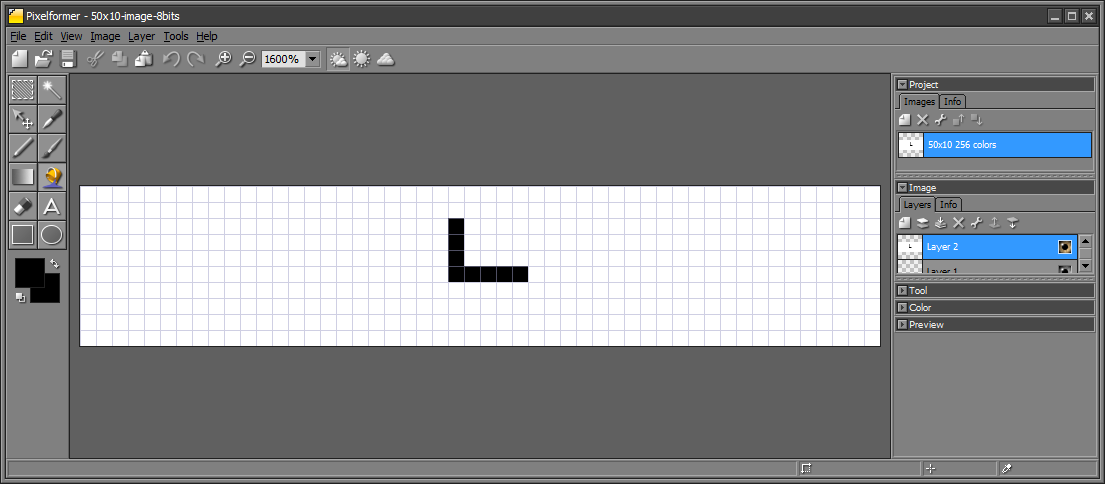 Pixelformer - 50x10-image-8bits
File Edit View Image Layer Tools Help
1600%
Project
Images Info
50x10 256 colors
Image
Layers Info
Layer 2
Layer 1
Tool
Color
Preview